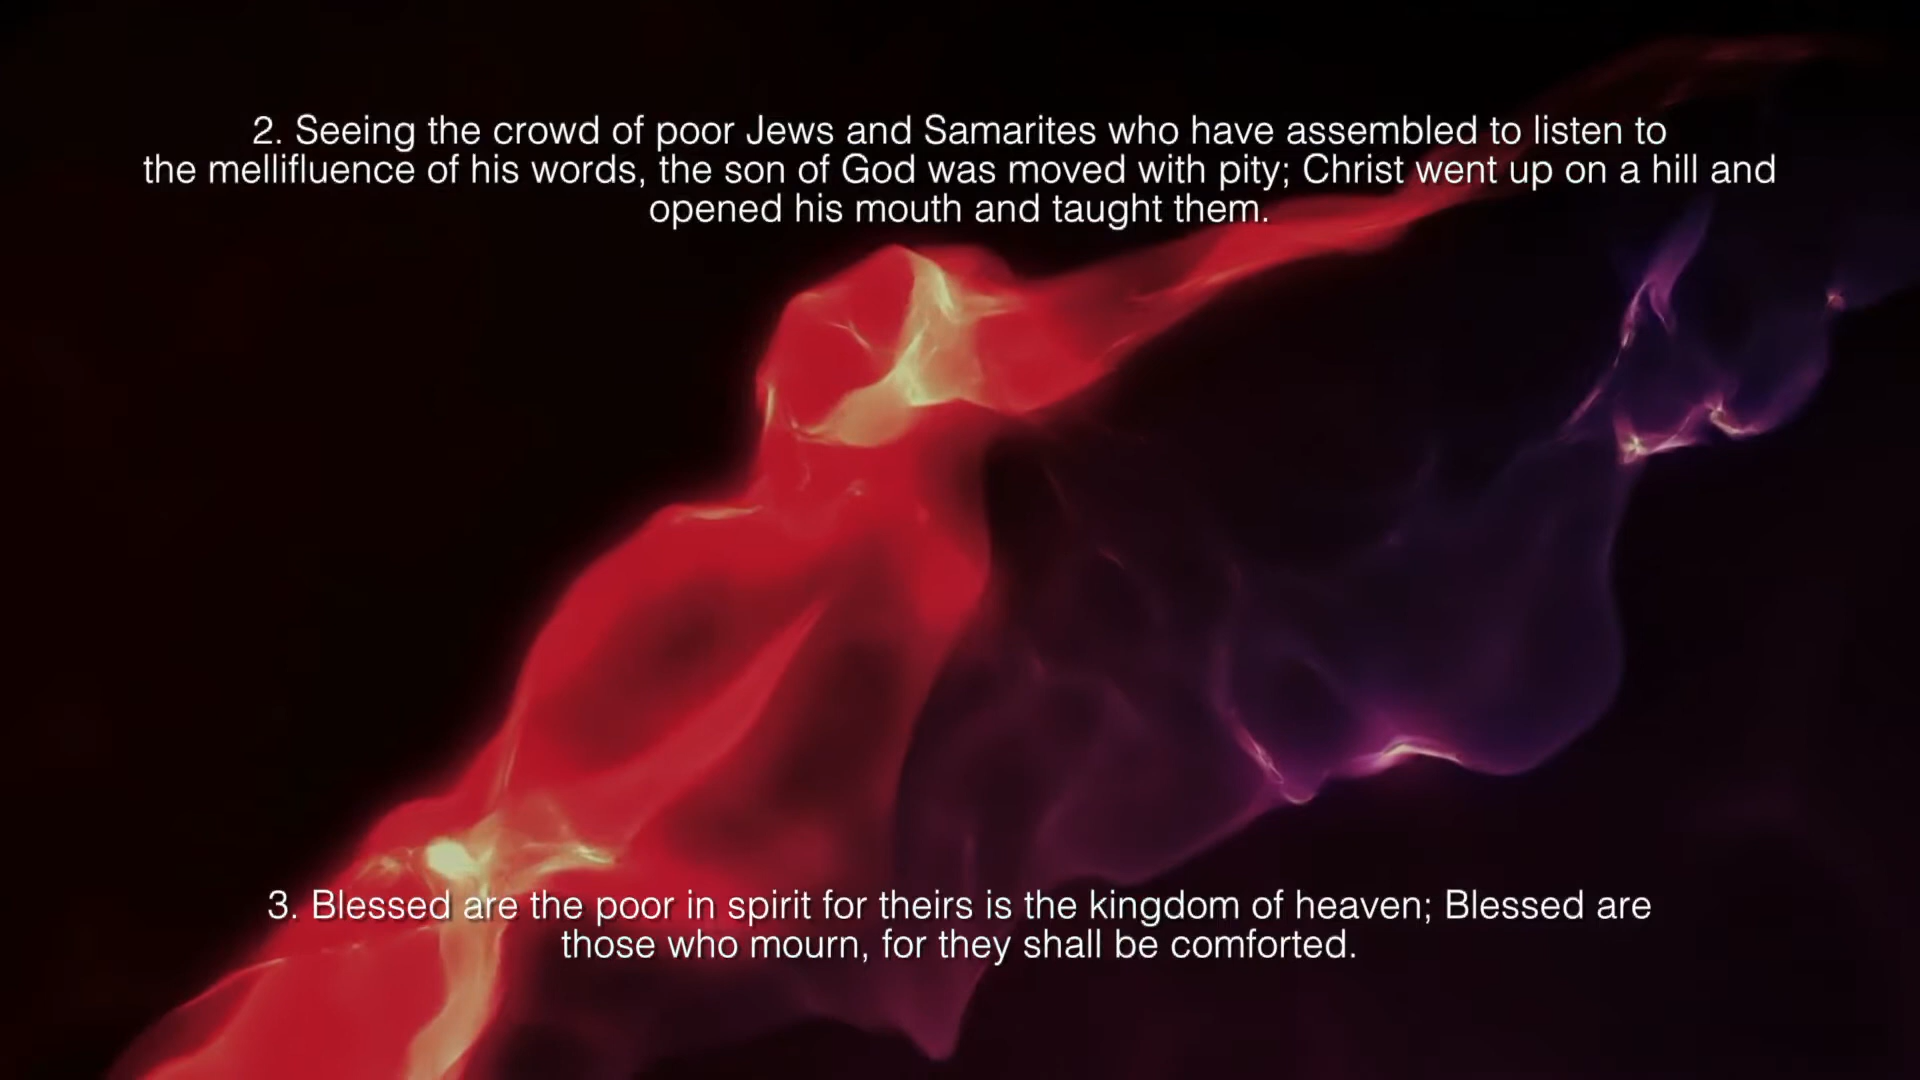 2. Seeing the crowd of poor Jews and Samarites who have assembled to listen to
the mellifluence of his words, the son of God was moved with pity; Christ went up on a hill and
opened his mouth and taught them.
3. Blessed are the poor in spirit for theirs is the kingdom of heaven; Blessed are
those who mourn, for they shall be comforted.